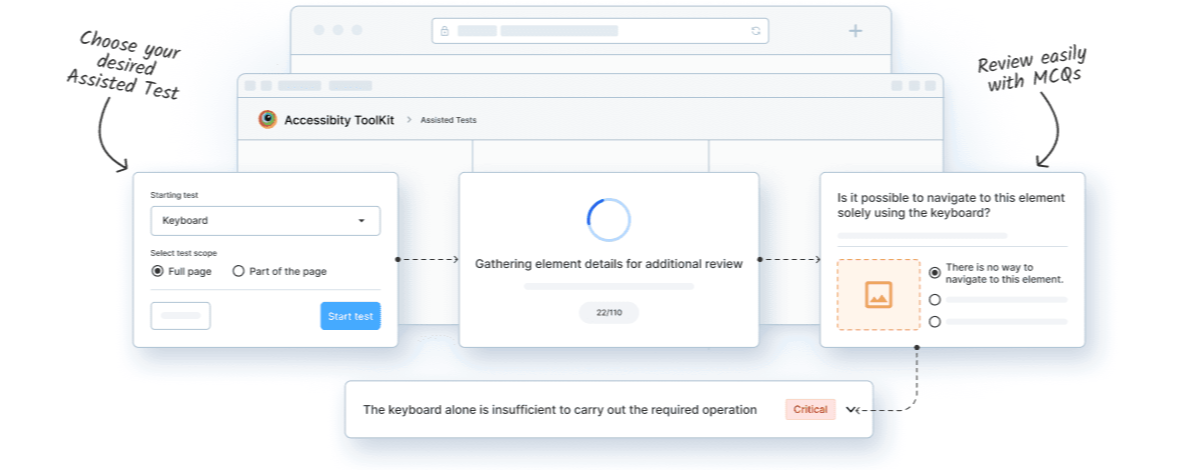 Choose your
desired
Assisted Test
Review easily
with MCQs
Accessibity ToolKit > Assisted Tests
Starting test
Keyboard
Select test scope
Full page
Part of the page
Start test
Gathering element details for additional review
22/110
Is it possible to navigate to this element
solely using the keyboard?
There is no way to
navigate to this element.
The keyboard alone is insufficient to carry out the required operation
Critical